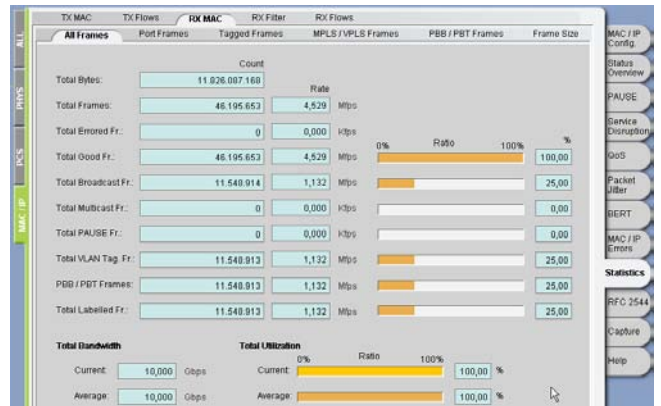 TX MAC TX Flows RX MAC RX Filter RX Flows
All Frames Port Frames Tagged Frames MPLS / VPLS Frames PBB / PBT Frames Frame Size
Count
Total Bytes: 11.826.087.168
Rate
Total Frames: 46.195.653 4,529 Mfps
Total Errored Fr.: 0 0,000 kfps
0% Ratio 100% %
Total Good Fr.: 46.195.653 4,529 Mfps 100,00
Total Broadcast Fr.: 11.548.914 1,132 Mfps 25,00
Total Multicast Fr.: 0 0,000 kfps 0,00
Total PAUSE Fr.: 0 0,000 kfps 0,00
Total VLAN Tag. Fr.: 11.548.913 1,132 Mfps 25,00
PBB / PBT Frames: 11.548.913 1,132 Mfps 25,00
Total Labelled Fr.: 11.548.913 1,132 Mfps 25,00
Total Bandwidth Total Utilization
0% Ratio 100%
Current: 10,000 Gbps Current: 100,00 %
Average: 10,000 Gbps Average: 100,00 %
ALL
PHYS
PCS
MAC / IP
MAC / IP
Config.
Status
Overview
PAUSE
Service
Disruption
QoS
Packet
Jitter
BERT
MAC / IP
Errors
Statistics
RFC 2544
Capture
Help